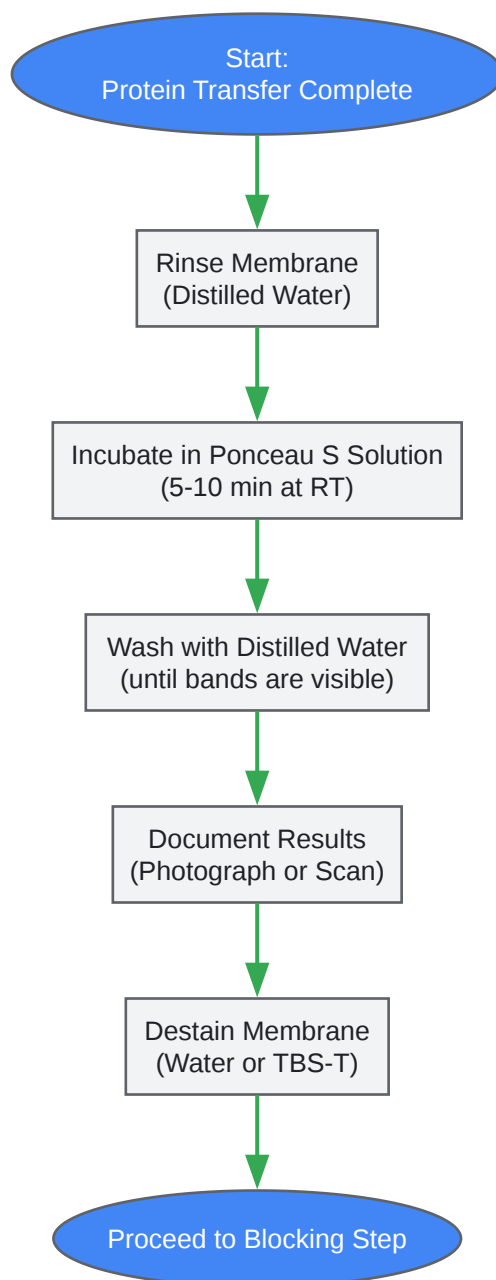 Start:
Protein Transfer Complete
Rinse Membrane
(Distilled Water)
Incubate in Ponceau S Solution
(5-10 min at RT)
Wash with Distilled Water
(until bands are visible)
Document Results
(Photograph or Scan)
Destain Membrane
(Water or TBS-T)
Proceed to Blocking Step